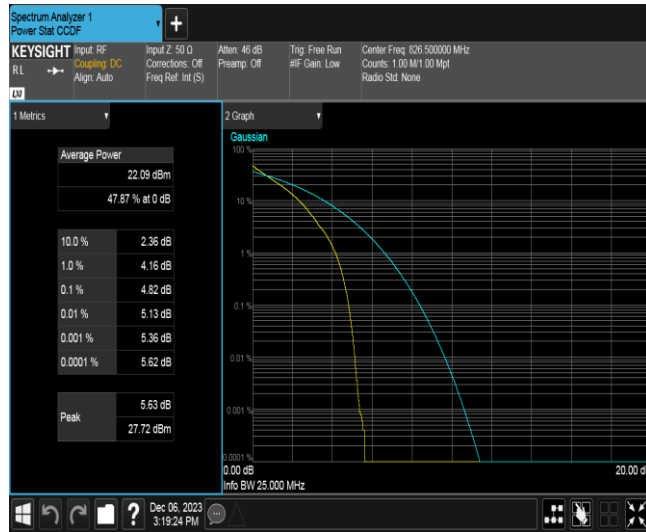 Spectrum Analyzer 1
Power Stat CCDF
+
KEYSIGHT
RL
LXI
Input: RF
Coupling: DC
Align: Auto
Input Z: 50 Ω
Corrections: Off
Freq Ref: Int (S)
Atten: 46 dB
Preamp: Off
Trig: Free Run
#IF Gain: Low
Center Freq: 826.500000 MHz
Counts: 1.00 M/1.00 Mpt
Radio Std: None
1 Metrics
Average Power
22.09 dBm
47.87 % at 0 dB
10.0 % 2.36 dB
1.0 % 4.16 dB
0.1 % 4.82 dB
0.01 % 5.13 dB
0.001 % 5.36 dB
0.0001 % 5.62 dB
Peak
5.63 dB
27.72 dBm
2 Graph
Gaussian
100 %
10 %
1 %
0.1 %
0.01 %
0.001 %
0.0001 %
0.00 dB
Info BW 25.000 MHz
?
Dec 06, 2023
3:19:24 PM